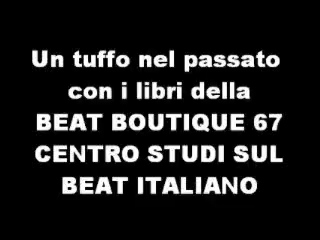 Un tuffo nel passato
con i libri della
BEAT BOUTIQUE 67
CENTRO STUDI SUL
BEAT ITALIANO